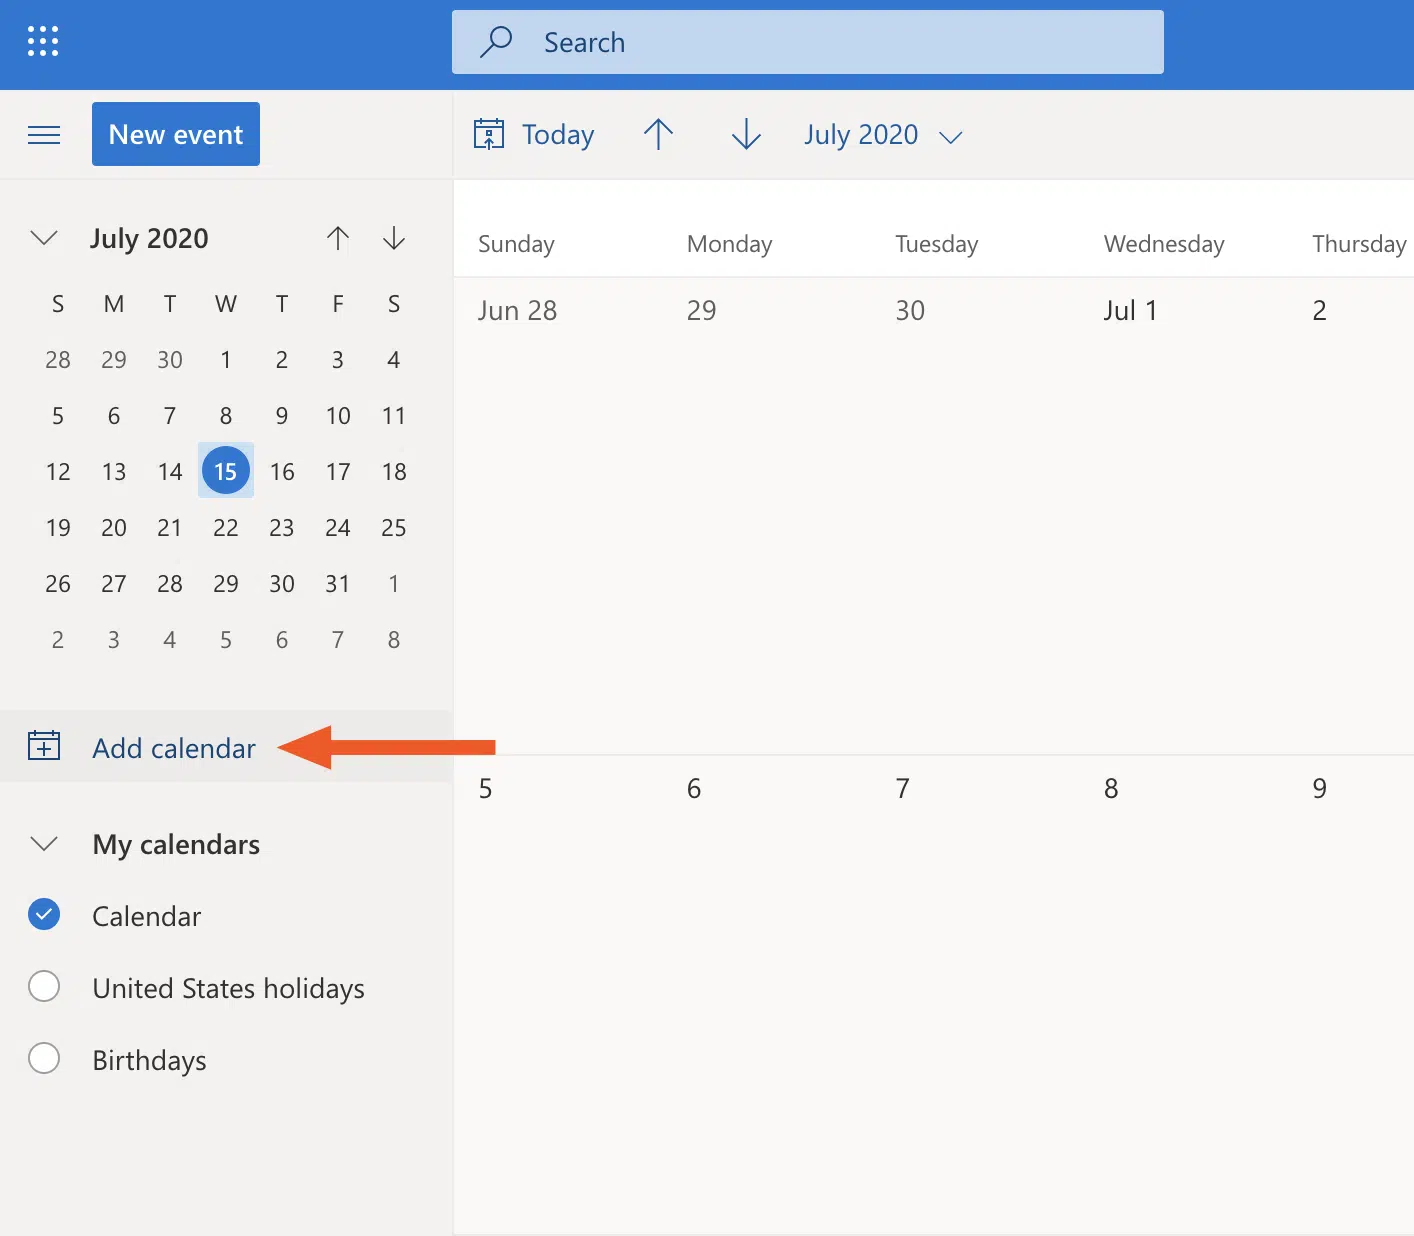 Search
New event
Today
July 2020
July 2020
S M T W T F S
28 29 30 1 2 3 4
5 6 7 8 9 10 11
12 13 14 15 16 17 18
19 20 21 22 23 24 25
26 27 28 29 30 31 1
2 3 4 5 6 7 8
Add calendar
My calendars
Calendar
United States holidays
Birthdays
Sunday Monday Tuesday Wednesday Thursday
Jun 28 29 30 Jul 1 2
5 6 7 8 9